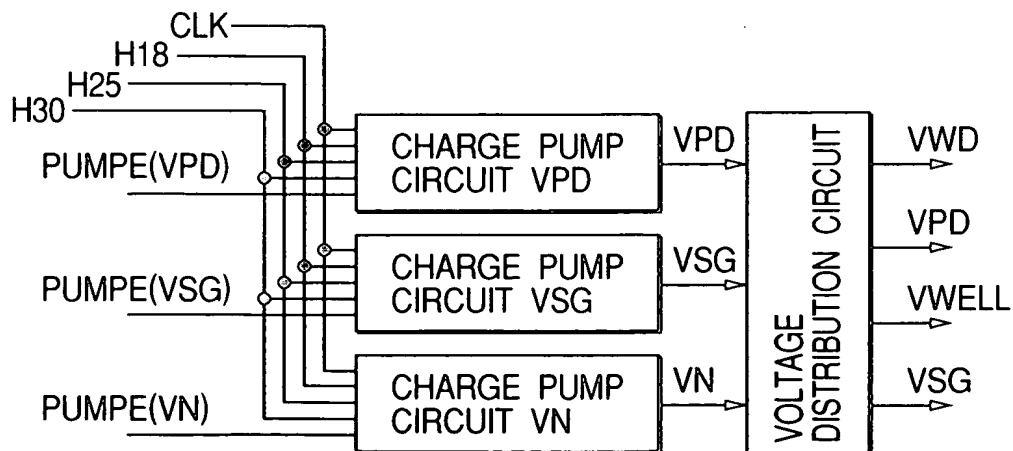 CLK
H18
H25
H30
PUMPE(VPD)
CHARGE PUMP
CIRCUIT VPD
VPD
PUMPE(VSG)
CHARGE PUMP
CIRCUIT VSG
VSG
PUMPE(VN)
CHARGE PUMP
CIRCUIT VN
VN
VOLTAGE
DISTRIBUTION CIRCUIT
VWD
VPD
VWELL
VSG